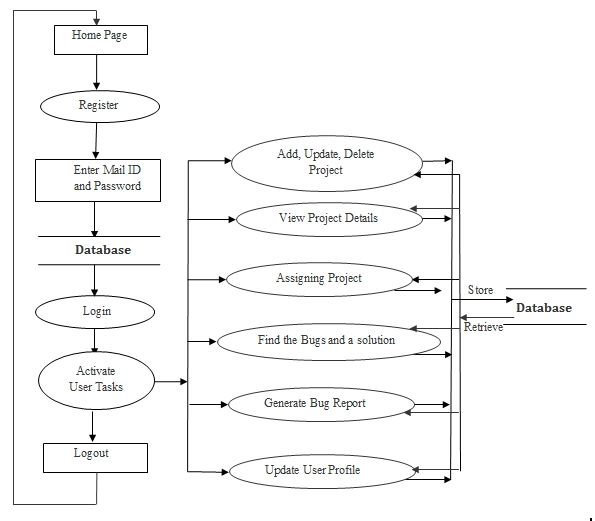 Home Page
Register
Enter Mail ID
and Password
Database
Login
Activate
User Tasks
Logout
Add, Update, Delete
Project
View Project Details
Assigning Project
Find the Bugs and a solution
Generate Bug Report
Update User Profile
Store
Database
Retrieve